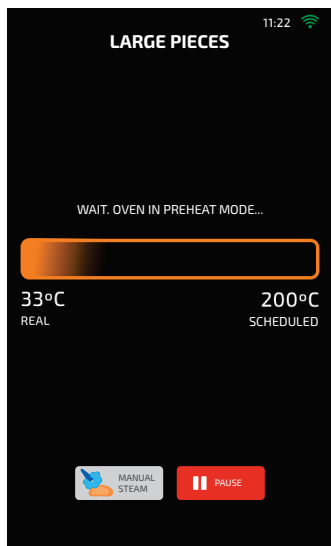 11:22
LARGE PIECES
WAIT. OVEN IN PREHEAT MODE...
33ºC
200ºC
REAL
SCHEDULED
MANUAL
STEAM
PAUSE